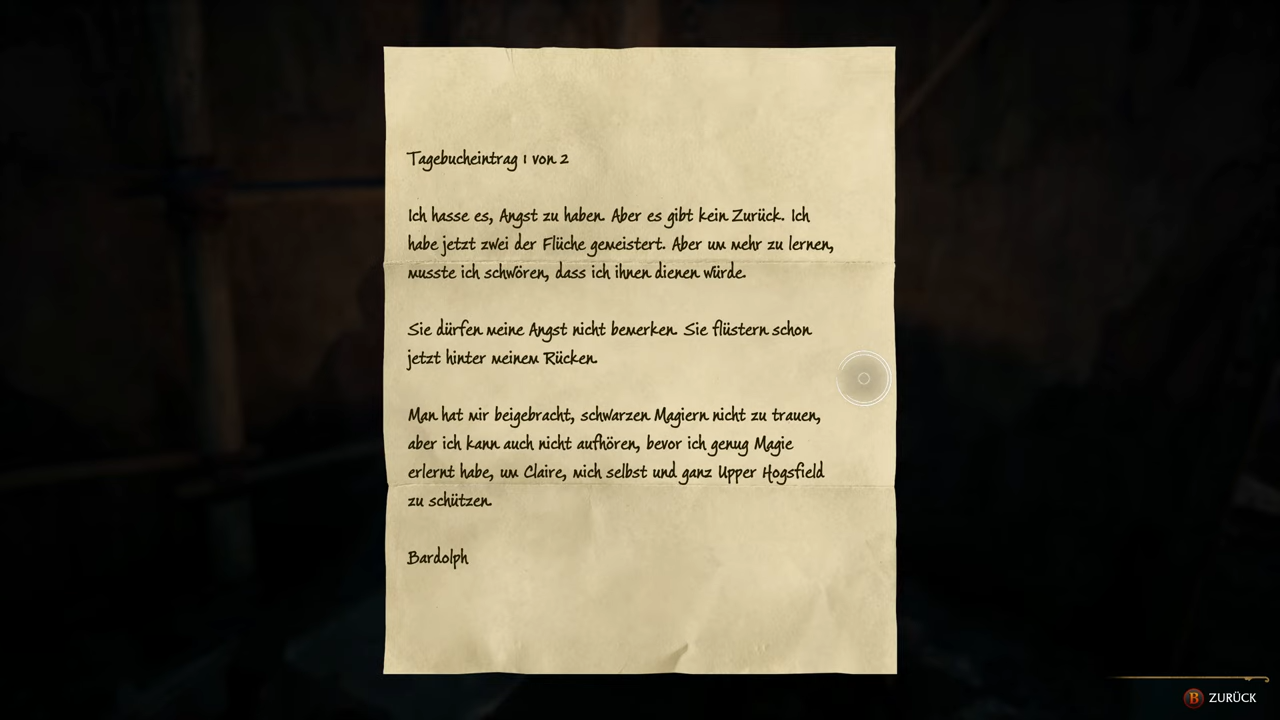 Tagebucheintrag 1 von 2
Ich hasse es, Angst zu haben. Aber es gibt kein Zurück. Ich
habe jetzt zwei der Flüche gemeistert. Aber um mehr zu lernen,
musste ich schwören, dass ich ihnen dienen würde.
Sie dürfen meine Angst nicht bemerken. Sie flüstern schon
jetzt hinter meinem Rücken.
Man hat mir beigebracht, schwarzen Magiern nicht zu trauen,
aber ich kann auch nicht aufhören, bevor ich genug Magie
erlernt habe, um Claire, mich selbst und ganz Upper Hogsfield
zu schützen.
Bardolph
B ZURÜCK